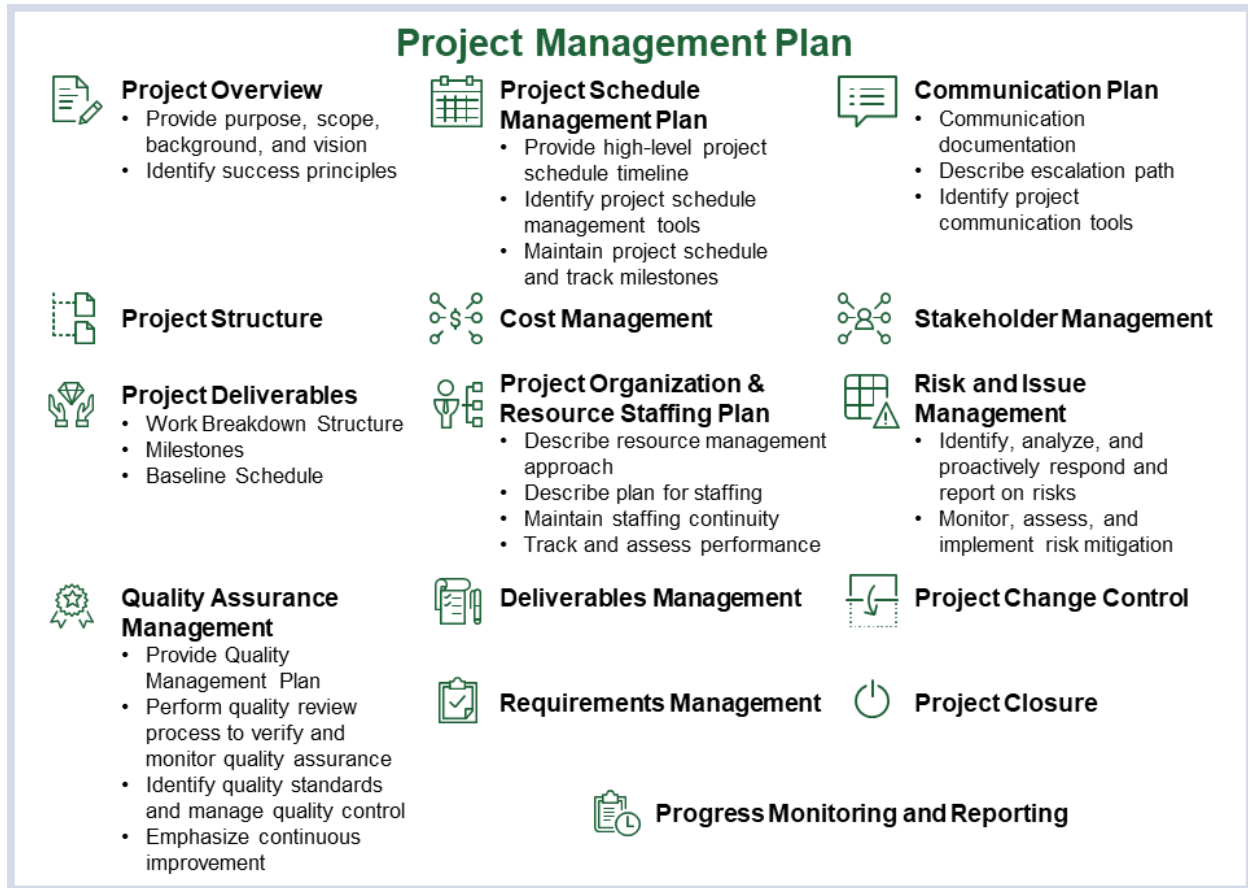 Project Management Plan
Project Overview
• Provide purpose, scope,
background, and vision
• Identify success principles
Project Schedule
Management Plan
• Provide high-level project
schedule timeline
• Identify project schedule
management tools
• Maintain project schedule
and track milestones
Communication Plan
• Communication
documentation
• Describe escalation path
• Identify project
communication tools
Project Structure
$
Cost Management
Stakeholder Management
Project Deliverables
• Work Breakdown Structure
• Milestones
• Baseline Schedule
Project Organization &
Resource Staffing Plan
• Describe resource management
approach
• Describe plan for staffing
• Maintain staffing continuity
• Track and assess performance
Risk and Issue
Management
• Identify, analyze, and
proactively respond and
report on risks
• Monitor, assess, and
implement risk mitigation
Quality Assurance
Management
• Provide Quality
Management Plan
• Perform quality review
process to verify and
monitor quality assurance
• Identify quality standards
and manage quality control
• Emphasize continuous
improvement
Deliverables Management
Project Change Control
Requirements Management
Project Closure
Progress Monitoring and Reporting